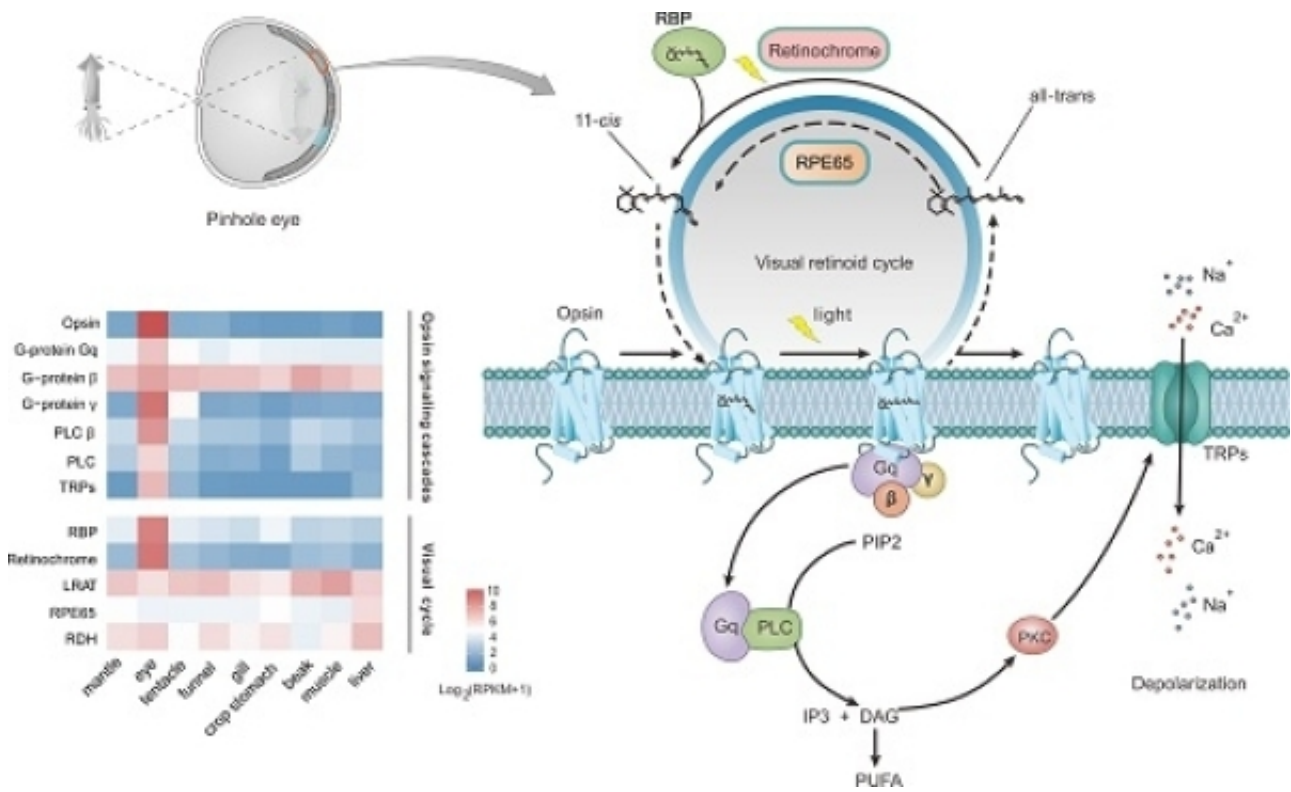 Pinhole eye
RBP
Retinochrome
11-cis
all-trans
RPE65
Visual retinoid cycle
Opsin
light
Na+
Ca2+
TRPs
Gq
β
γ
PIP2
Gq
PLC
PKC
Ca2+
Na+
Depolarization
IP3 + DAG
PUFA
Opsin
G-protein Gq
G-protein β
G-protein γ
PLC β
PLC
TRPs
Opsin signaling cascades
RBP
Retinochrome
LRAT
RPE65
RDH
Visual cycle
mantle
eye
tentacle
funnel
gill
crop stomach
beak
muscle
liver
10
8
6
4
2
0
Log2(RPKM+1)